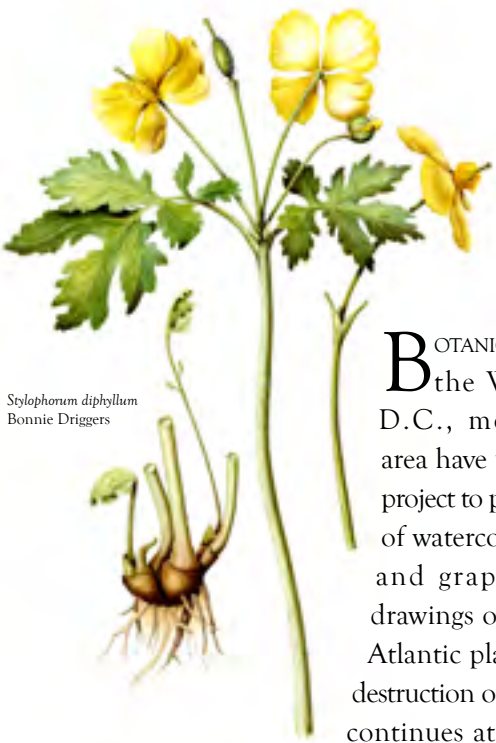 Stylophorum diphyllum
Bonnie Driggers
BOTANI
the W
D.C., m
area have
project to p
of waterco
and grap
drawings o
Atlantic pla
destruction o
continues at